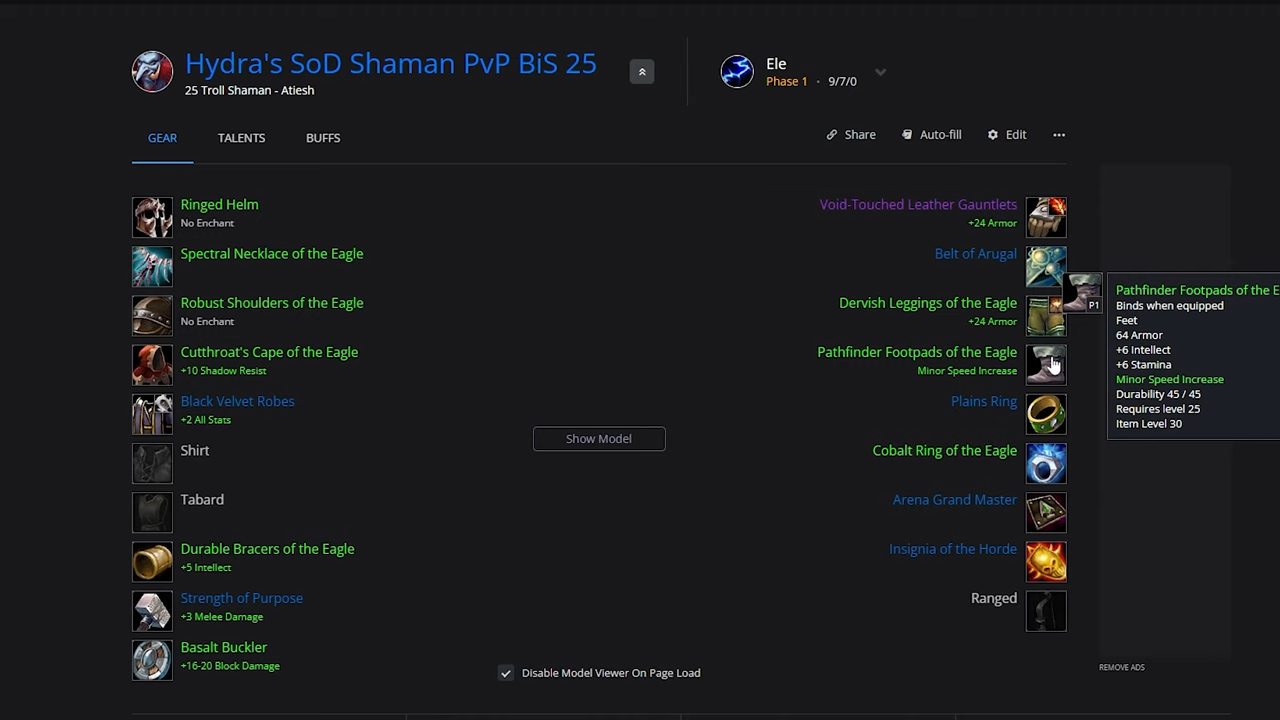 Hydra's SoD Shaman PvP BiS 25
25 Troll Shaman - Atiesh
Ele
Phase 1 · 9/7/0
GEAR
TALENTS
BUFFS
Share
Auto-fill
Edit
Ringed Helm
No Enchant
Spectral Necklace of the Eagle
Robust Shoulders of the Eagle
No Enchant
Cutthroat's Cape of the Eagle
+10 Shadow Resist
Black Velvet Robes
+2 All Stats
Shirt
Tabard
Durable Bracers of the Eagle
+5 Intellect
Strength of Purpose
+3 Melee Damage
Basalt Buckler
+16-20 Block Damage
Show Model
Disable Model Viewer On Page Load
Void-Touched Leather Gauntlets
+24 Armor
Belt of Arugal
Dervish Leggings of the Eagle
+24 Armor
Pathfinder Footpads of the Eagle
Minor Speed Increase
Plains Ring
Cobalt Ring of the Eagle
Arena Grand Master
Insignia of the Horde
Ranged
P1
Pathfinder Footpads of the E
Binds when equipped
Feet
64 Armor
+6 Intellect
+6 Stamina
Minor Speed Increase
Durability 45 / 45
Requires level 25
Item Level 30
REMOVE ADS